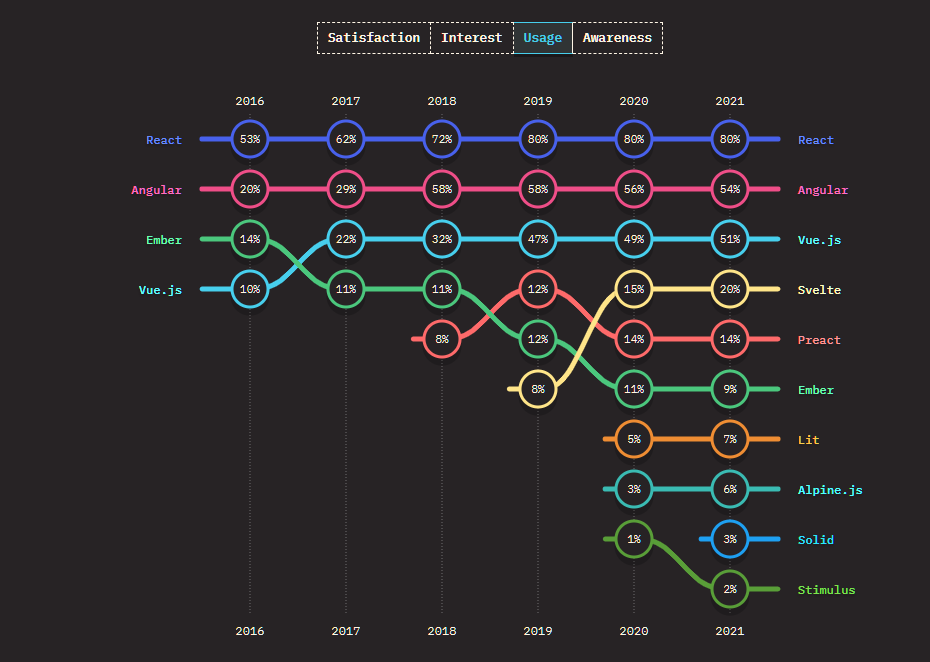 Satisfaction Interest Usage Awareness
2016 2017 2018 2019 2020 2021
React 53% 62% 72% 80% 80% 80% React
Angular 20% 29% 58% 58% 56% 54% Angular
Ember 14% 22% 32% 47% 49% 51% Vue.js
Vue.js 10% 11% 11% 12% 15% 20% Svelte
8% 12% 14% 14% Preact
8% 11% 9% Ember
5% 7% Lit
3% 6% Alpine.js
1% 3% Solid
2% Stimulus
2016 2017 2018 2019 2020 2021